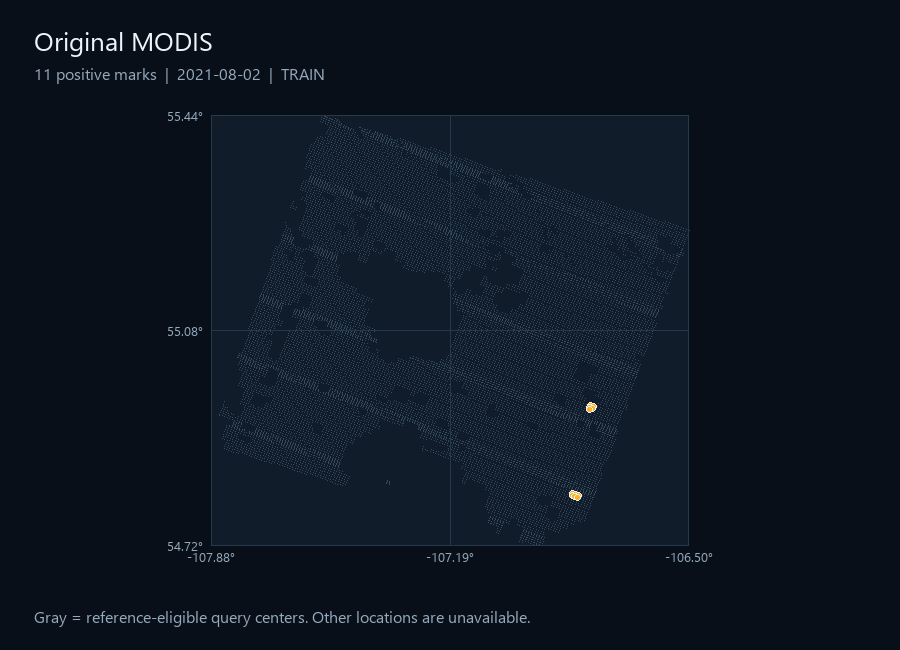 Original MODIS
11 positive marks | 2021-08-02 | TRAIN
55.44°
55.08°
54.72°
-107.88°
-107.19°
-106.50°
Gray = reference-eligible query centers. Other locations are unavailable.